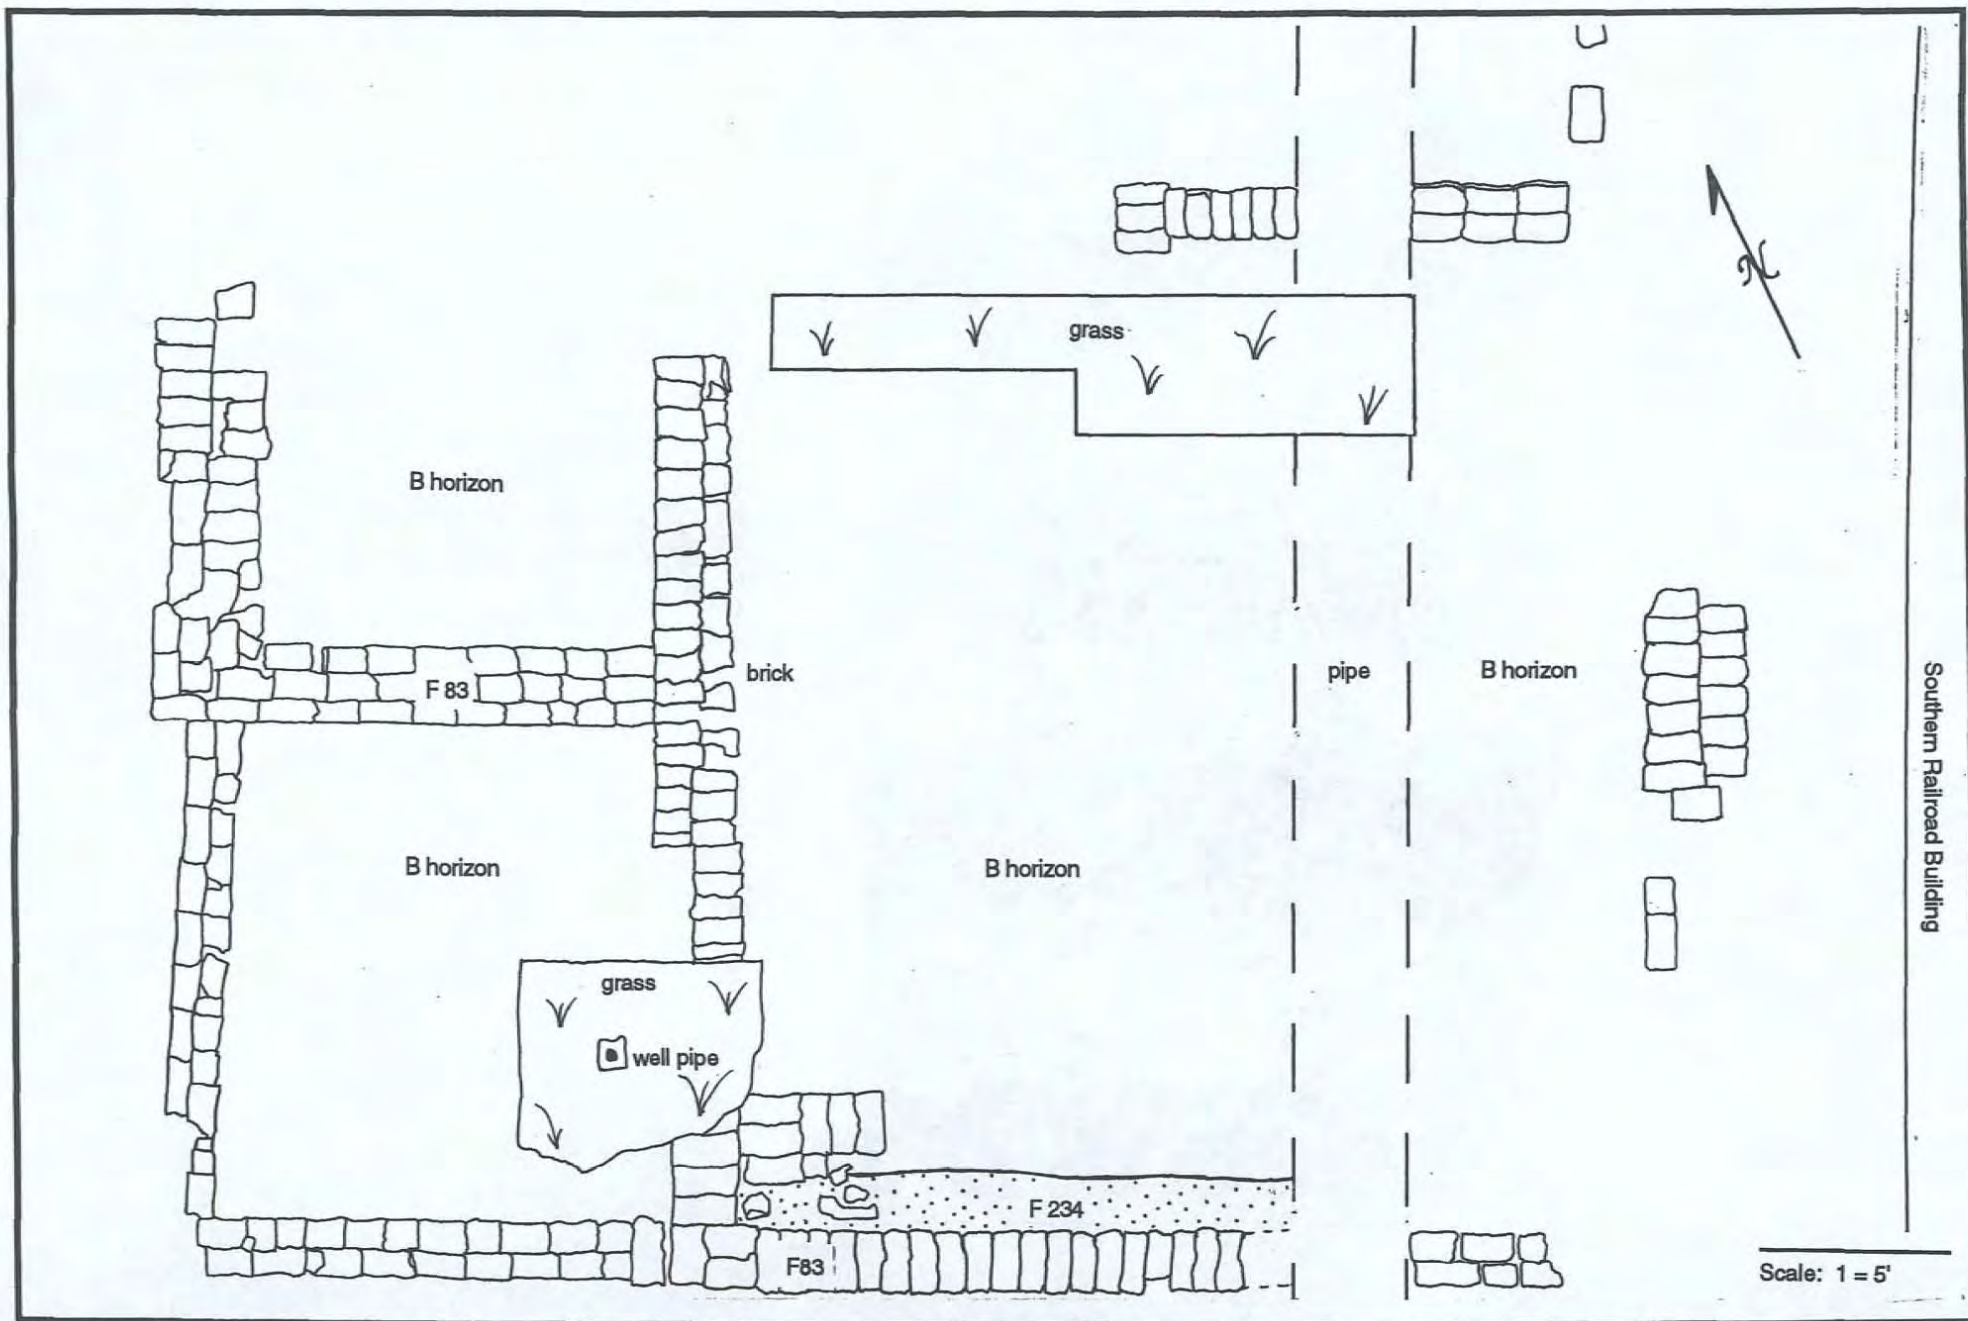 grass
B horizon
F 83
brick
pipe
B horizon
Southern Railroad Building
B horizon
B horizon
grass
well pipe
F 234
F83
Scale: 1 = 5'